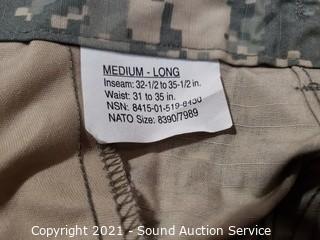 MEDIUM - LONG
Inseam: 32-1/2 to 35-1/2 in.
Waist: 31 to 35 in.
NSN: 8415-01-519-8430
NATO Size: 8390/7989
Copyright 2021 - Sound Auction Service